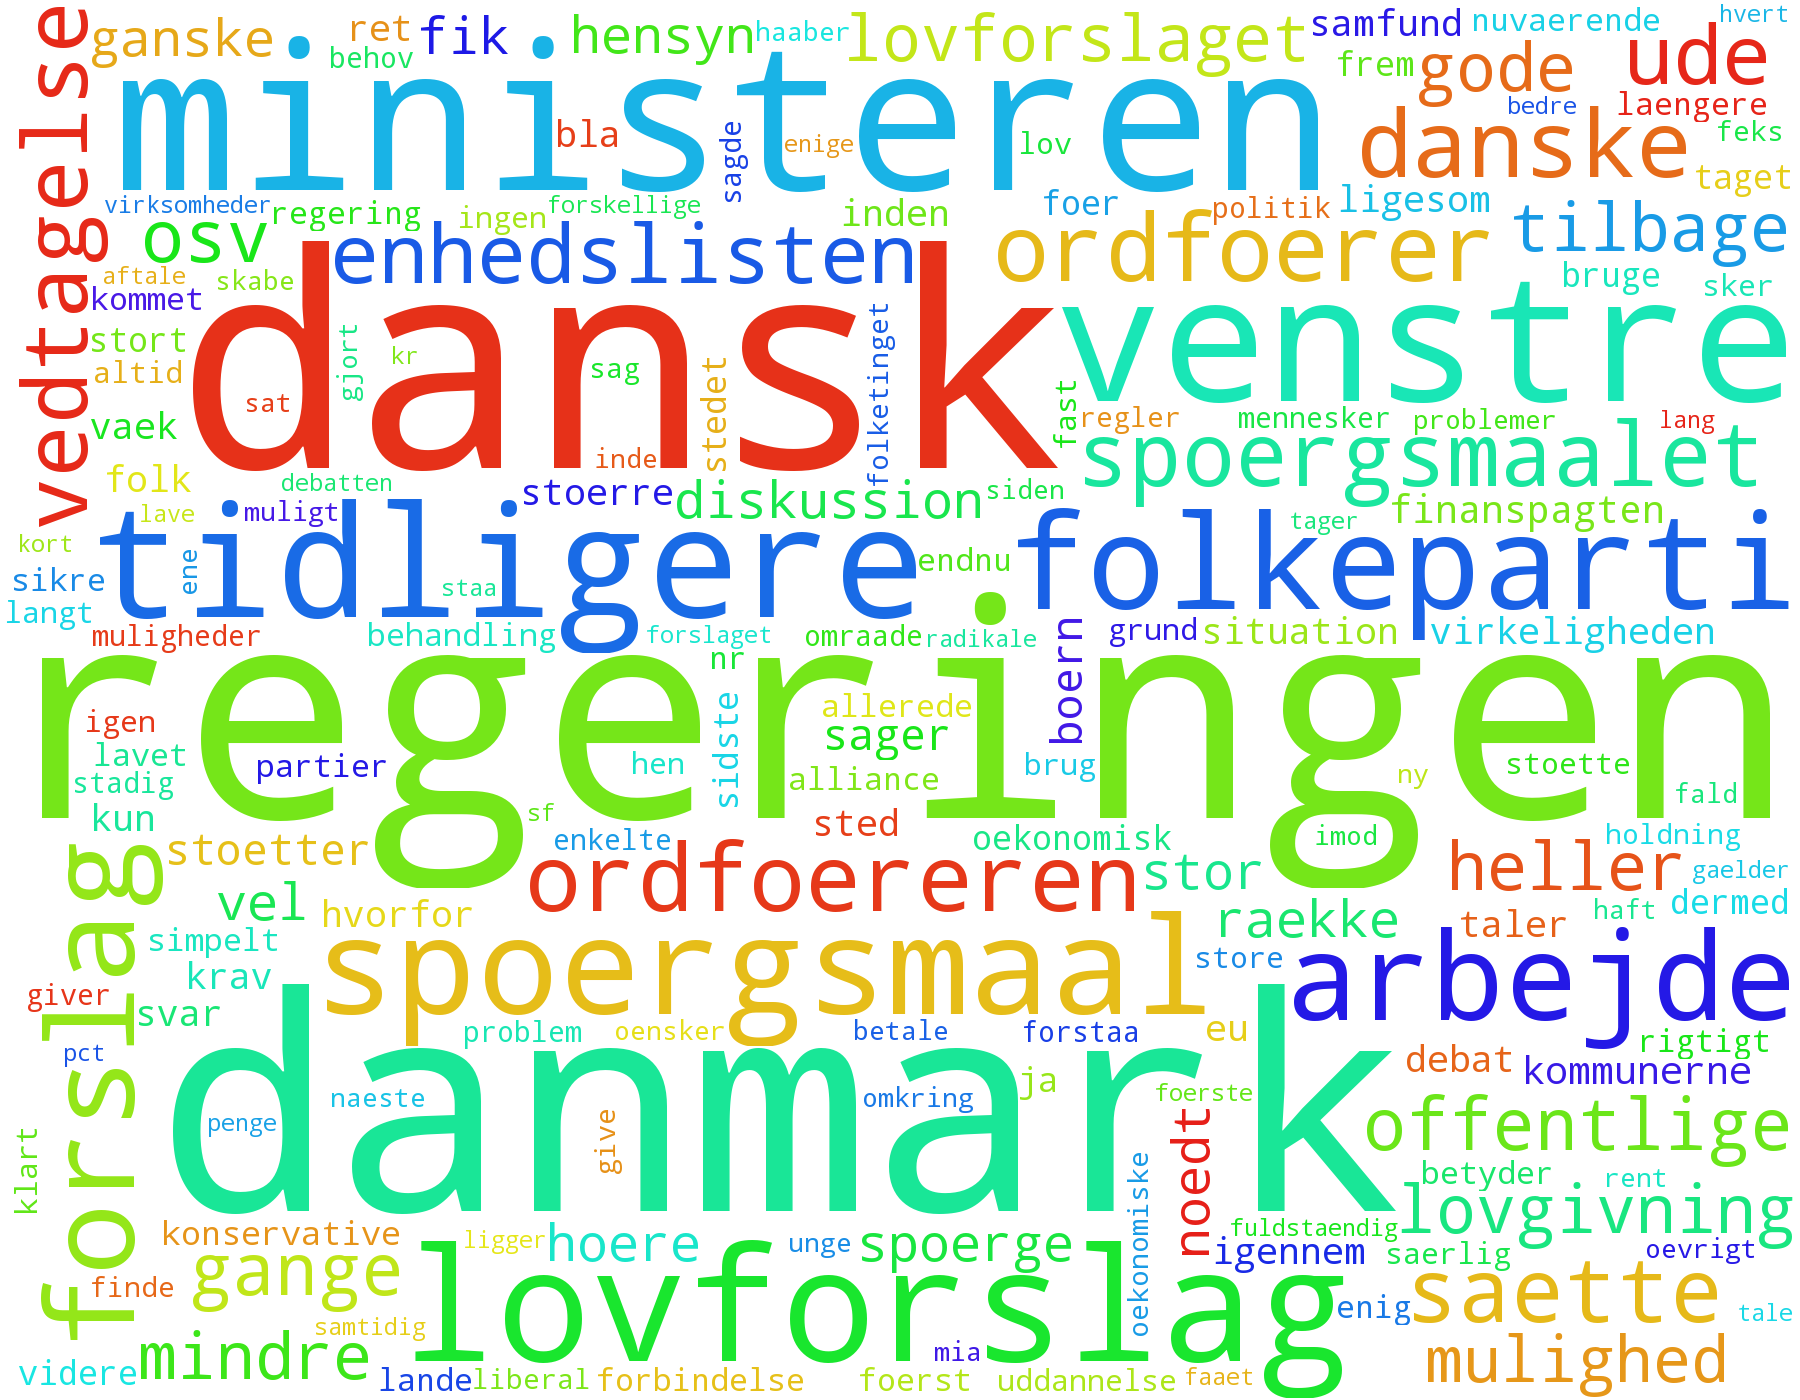 vedtagelse
ganske
ret
fik
behov
hensyn
haaber
lovforslaget
samfund
nuvaerende
hvert
frem
gode
ude
bedre
laengere
ministeren
bla
sagde
enige
lov
danske
feks
taget
virksomheder
regering
ingen
forskellige
inden
foer
politik
ligesom
osv
enhedslisten
ordfoerer
tilbage
aftale
skabe
kommet
bruge
sker
dansk
venstre
stort
altid
gjort
kr
sag
stedet
folketinget
sat
vaek
inde
fast
regler
mennesker
problemer
lang
spoergsmaalet
folk
debatten
stoerre
diskussion
siden
lave
muligt
finanspagten
tager
kort
tidligere
folkeparti
sikre
ene
staa
endnu
langt
muligheder
behandling
forslaget
omraade
radikale
boern
grund
situation
virkeligheden
nr
regeringen
igen
lavet
stadig
partier
hen
sidste
allerede
sager
alliance
brug
ny
stoette
fald
kun
sf
sted
enkelte
oekonomisk
imod
holdning
stoetter
ordfoereren
stor
heller
gaelder
dermed
forslag
vel
hvorfor
raekke
taler
haft
simpelt
krav
spoergsmaal
store
arbejde
giver
svar
problem
oensker
betale
forstaa
eu
rigtigt
pct
debat
kommunerne
danmark
penge
naeste
give
omkring
ja
foerste
noedt
offentlige
klart
oekonomiske
betyder
rent
lovgivning
konservative
ligger
hoere
unge
spoerge
fuldstaendig
igennem
saerlig
oevrigt
finde
gange
lovforslag
enig
saette
tale
samtidig
mindre
mia
mulighed
videre
lande
liberal
forbindelse
foerst
uddannelse
faaet